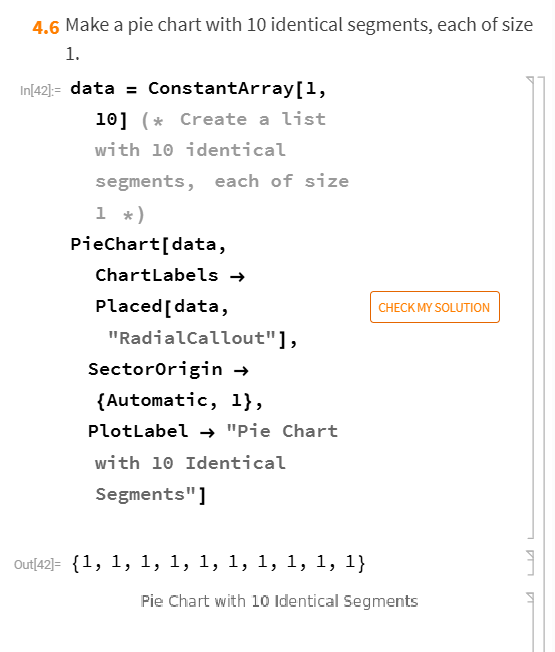 4.6 Make a pie chart with 10 identical segments, each of size
1.
In[42]:= data = ConstantArray[1,
10] (* Create a list
with 10 identical
segments, each of size
1 *)
PieChart[data,
ChartLabels →
Placed[data,
"RadialCallout"],
SectorOrigin →
{Automatic, 1},
PlotLabel → "Pie Chart
with 10 Identical
Segments"]
CHECK MY SOLUTION
Out[42]= {1, 1, 1, 1, 1, 1, 1, 1, 1, 1}
Pie Chart with 10 Identical Segments